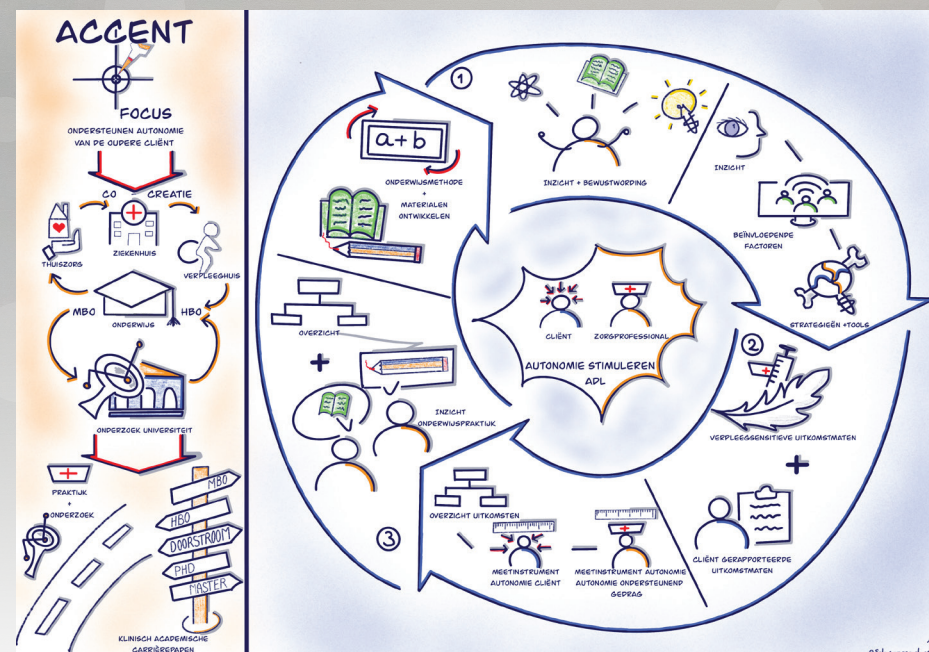 ACCENT
FOCUS
ONDERSTEUNEN AUTONOMIE
VAN DE OUDERE CLIËNT
CO CREATIE
THUISZORG
ZIEKENHUIS
VERPLEEGHUIS
MBO
ONDERWIJS
HBO
ONDERZOEK UNIVERSITEIT
PRAKTIJK
+
ONDERZOEK
MBO
HBO
DOORSTROOM
PHD
MASTER
KLINISCH ACADEMISCHE
CARRIÈREPADEN
1
INZICHT + BEWUSTWORDING
INZICHT
BEÏNVLOEDENDE
FACTOREN
STRATEGIEËN +TOOLS
2
VERPLEEGSENSITIEVE UITKOMSTMATEN
+
CLIËNT GERAPPORTEERDE
UITKOMSTMATEN
3
OVERZICHT UITKOMSTEN
MEETINSTRUMENT
AUTONOMIE CLIËNT
MEETINSTRUMENT AUTONOMIE
AUTONOMIE ONDERSTEUNEND
GEDRAG
a+b
ONDERWIJSMETHODE
+
MATERIALEN
ONTWIKKELEN
OVERZICHT
+
INZICHT
ONDERWIJSPRAKTIJK
CLIËNT
ZORGPROFESSIONAL
AUTONOMIE STIMULEREN
ADL